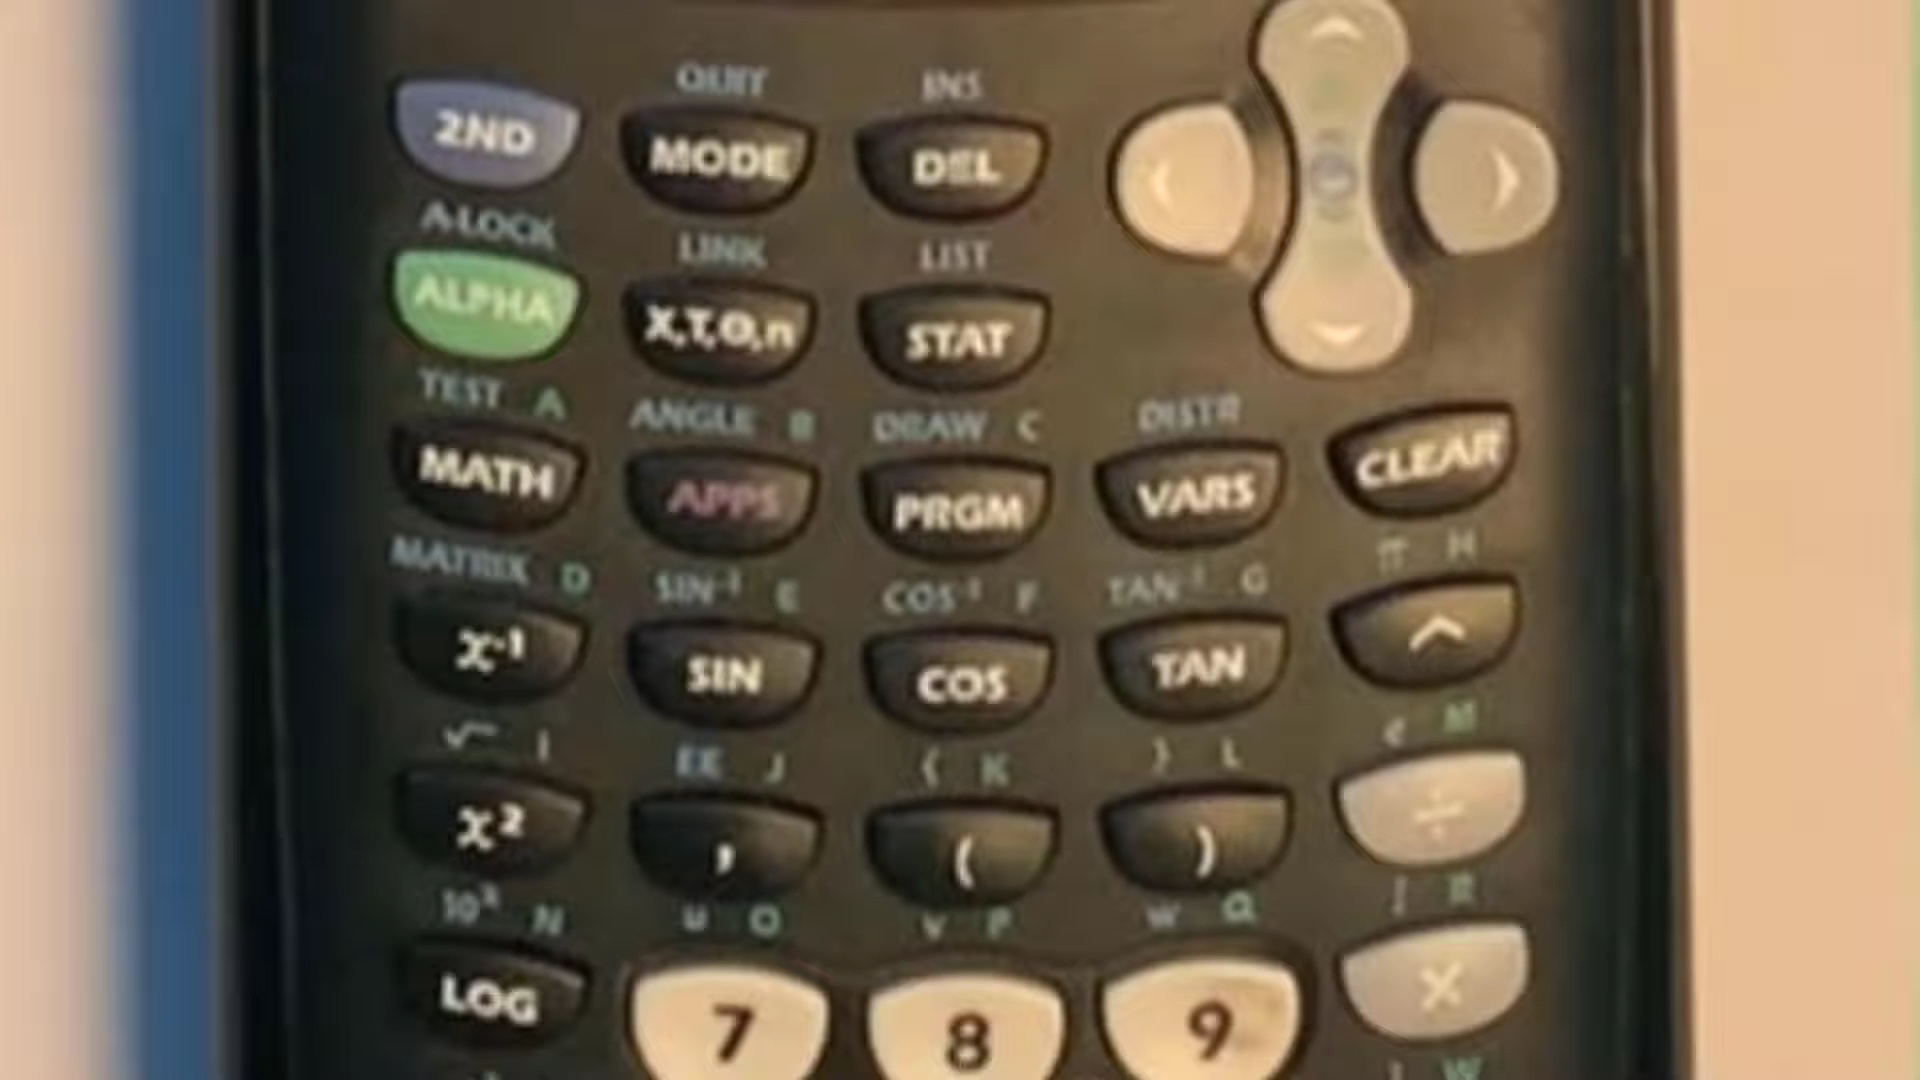 QUIT INS
2ND MODE DEL
A-LOCK LINK LIST
ALPHA X,T,Θ,n STAT
TEST A ANGLE B DRAW C DISTR
MATH APPS PRGM VARS CLEAR
MATRIX D SIN⁻¹ E COS⁻¹ F TAN⁻¹ G π H
x⁻¹ SIN COS TAN ^
√ I EE J { K } L e M
x² , ( ) ÷
10ˣ N u O v P w Q [ R
LOG 7 8 9 ×
W